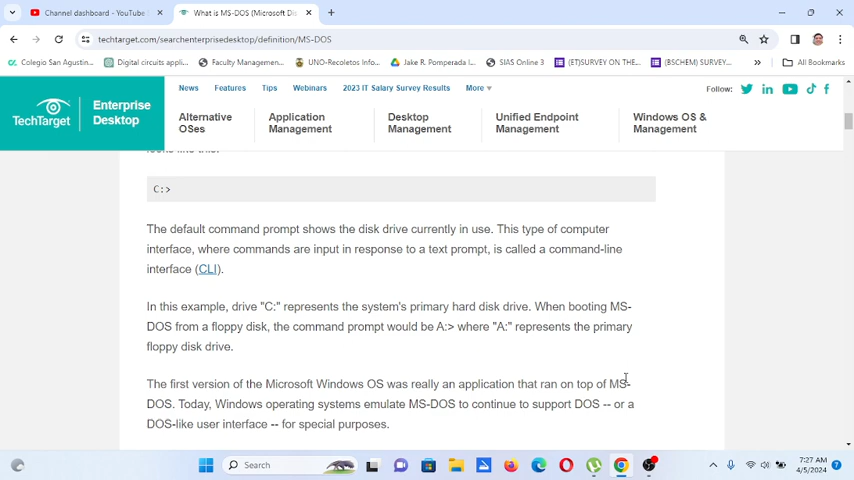 Channel dashboard - YouTube
What is MS-DOS (Microsoft Dis
techtarget.com/searchenterprisedesktop/definition/MS-DOS
Colegio San Agustin...
Digital circuits applic...
Faculty Managemen...
UNO-Recoletos Info...
Jake R. Pomperada I...
SIAS Online 3
(ET)SURVEY ON THE...
(BSCHEM) SURVEY...
All Bookmarks
TechTarget
Enterprise
Desktop
News
Features
Tips
Webinars
2023 IT Salary Survey Results
More
Follow:
Alternative
OSes
Application
Management
Desktop
Management
Unified Endpoint
Management
Windows OS &
Management
looks like this:
C:>
The default command prompt shows the disk drive currently in use. This type of computer
interface, where commands are input in response to a text prompt, is called a command-line
interface (CLI).
In this example, drive "C:" represents the system's primary hard disk drive. When booting MS-
DOS from a floppy disk, the command prompt would be A:> where "A:" represents the primary
floppy disk drive.
The first version of the Microsoft Windows OS was really an application that ran on top of MS-
DOS. Today, Windows operating systems emulate MS-DOS to continue to support DOS -- or a
DOS-like user interface -- for special purposes.
Search
7:27 AM
4/5/2024